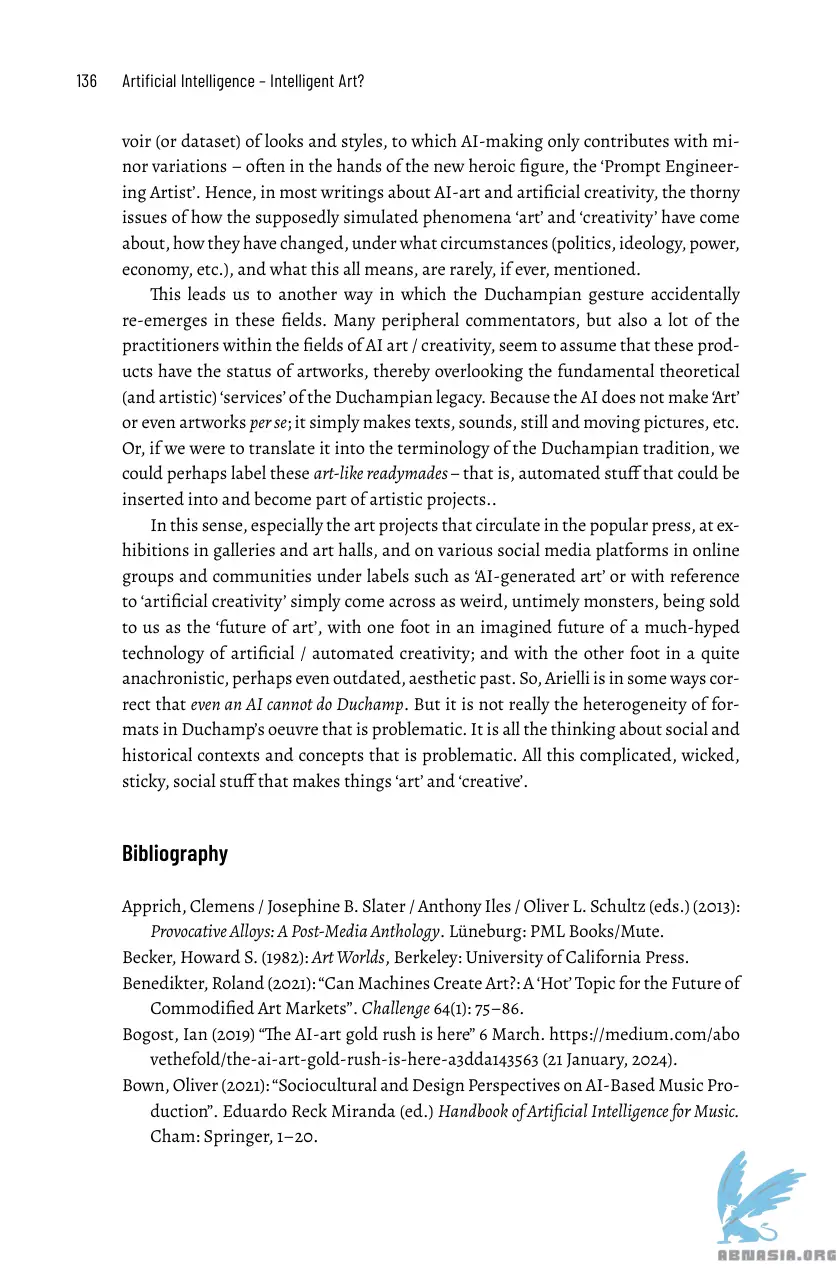 136 Artificial Intelligence – Intelligent Art?
voir (or dataset) of looks and styles, to which AI-making only contributes with mi-
nor variations – often in the hands of the new heroic figure, the ‘Prompt Engineer-
ing Artist’. Hence, in most writings about AI-art and artificial creativity, the thorny
issues of how the supposedly simulated phenomena ‘art’ and ‘creativity’ have come
about, how they have changed, under what circumstances (politics, ideology, power,
economy, etc.), and what this all means, are rarely, if ever, mentioned.
This leads us to another way in which the Duchampian gesture accidentally
re-emerges in these fields. Many peripheral commentators, but also a lot of the
practitioners within the fields of AI art / creativity, seem to assume that these prod-
ucts have the status of artworks, thereby overlooking the fundamental theoretical
(and artistic) ‘services’ of the Duchampian legacy. Because the AI does not make ‘Art’
or even artworks per se; it simply makes texts, sounds, still and moving pictures, etc.
Or, if we were to translate it into the terminology of the Duchampian tradition, we
could perhaps label these art-like readymades – that is, automated stuff that could be
inserted into and become part of artistic projects..
In this sense, especially the art projects that circulate in the popular press, at ex-
hibitions in galleries and art halls, and on various social media platforms in online
groups and communities under labels such as ‘AI-generated art’ or with reference
to ‘artificial creativity’ simply come across as weird, untimely monsters, being sold
to us as the ‘future of art’, with one foot in an imagined future of a much-hyped
technology of artificial / automated creativity; and with the other foot in a quite
anachronistic, perhaps even outdated, aesthetic past. So, Arielli is in some ways cor-
rect that even an AI cannot do Duchamp. But it is not really the heterogeneity of for-
mats in Duchamp’s oeuvre that is problematic. It is all the thinking about social and
historical contexts and concepts that is problematic. All this complicated, wicked,
sticky, social stuff that makes things ‘art’ and ‘creative’.
Bibliography
Apprich, Clemens / Josephine B. Slater / Anthony Iles / Oliver L. Schultz (eds.) (2013):
Provocative Alloys: A Post-Media Anthology. Lüneburg: PML Books/Mute.
Becker, Howard S. (1982): Art Worlds, Berkeley: University of California Press.
Benedikter, Roland (2021): “Can Machines Create Art?: A ‘Hot’ Topic for the Future of
Commodified Art Markets”. Challenge 64(1): 75–86.
Bogost, Ian (2019) “The AI-art gold rush is here” 6 March. https://medium.com/abo
vethefold/the-ai-art-gold-rush-is-here-a3dda143563 (21 January, 2024).
Bown, Oliver (2021): “Sociocultural and Design Perspectives on AI-Based Music Pro-
duction”. Eduardo Reck Miranda (ed.) Handbook of Artificial Intelligence for Music.
Cham: Springer, 1–20.
ABNASIA.ORG